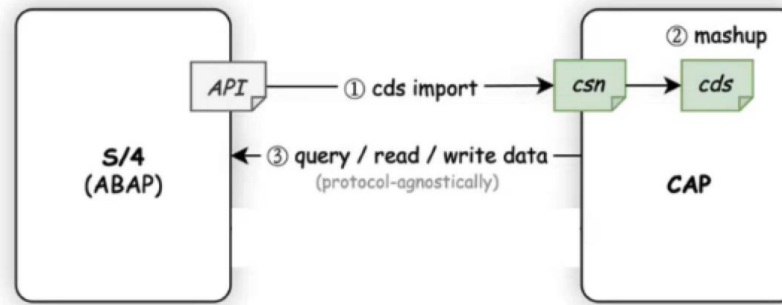 ② mashup
API
① cds import
csn
cds
③ query / read / write data
(protocol-agnostically)
S/4
(ABAP)
CAP